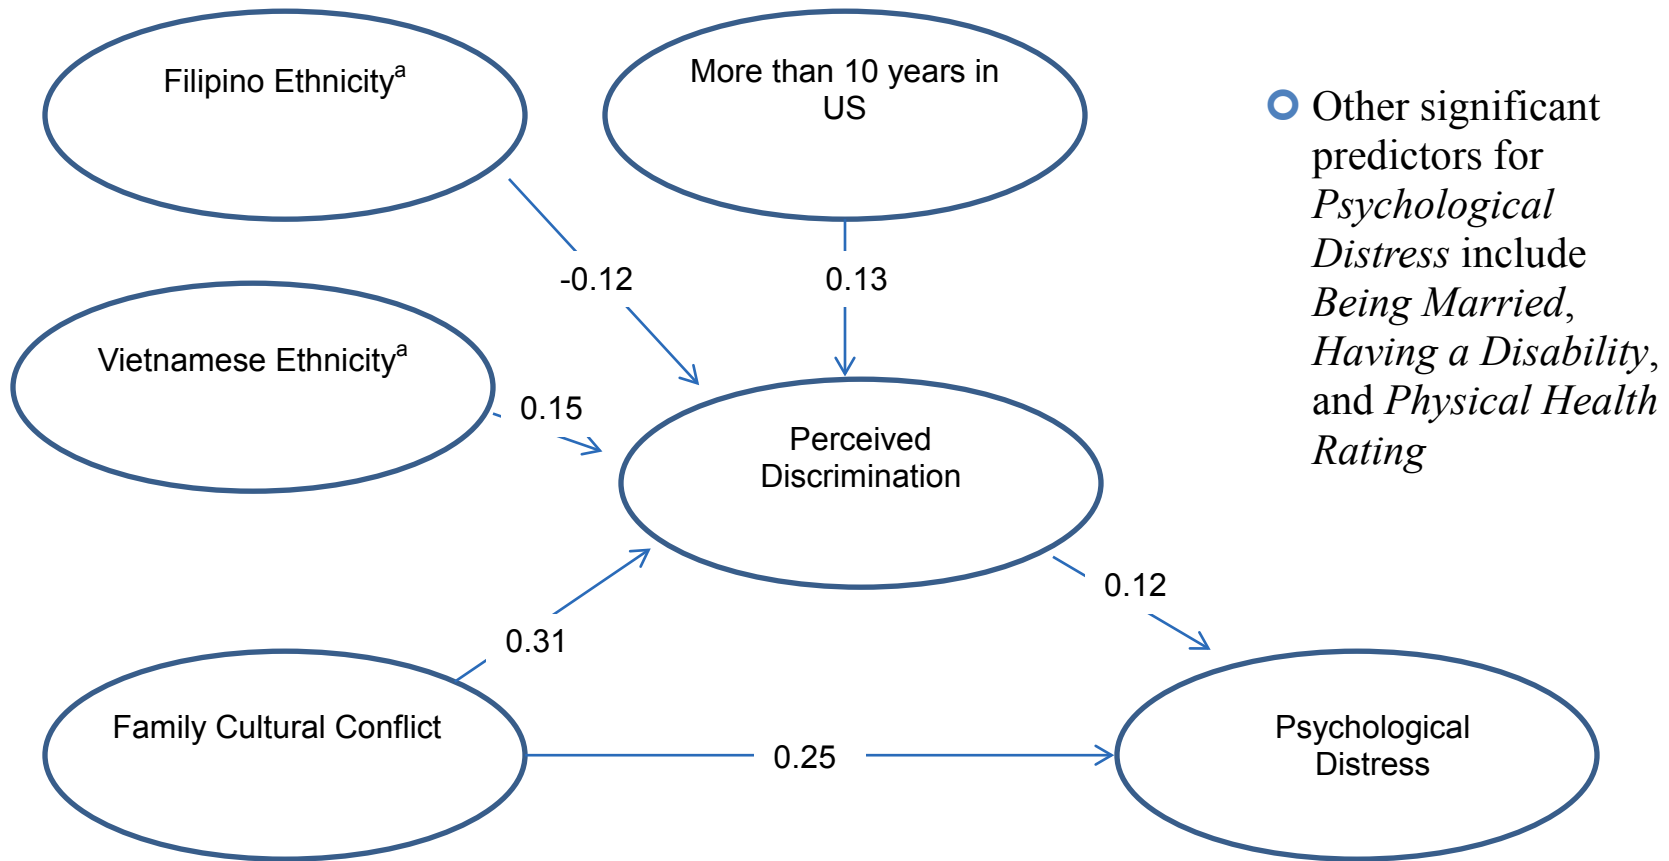 Filipino Ethnicityᵃ
More than 10 years in
US
-0.12
0.13
Vietnamese Ethnicityᵃ
0.15
Perceived
Discrimination
0.31
0.12
Family Cultural Conflict
0.25
Psychological
Distress
Other significant
predictors for
Psychological
Distress include
Being Married,
Having a Disability,
and Physical Health
Rating